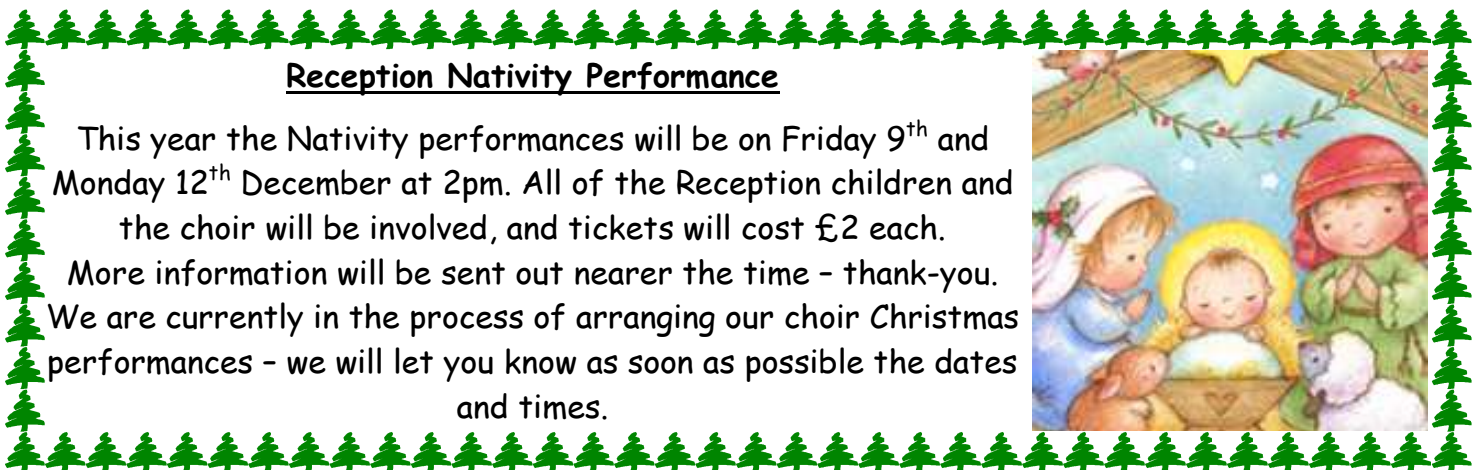 Reception Nativity Performance
This year the Nativity performances will be on Friday 9th and
Monday 12th December at 2pm. All of the Reception children and
the choir will be involved, and tickets will cost £2 each.
More information will be sent out nearer the time – thank-you.
We are currently in the process of arranging our choir Christmas
performances – we will let you know as soon as possible the dates
and times.